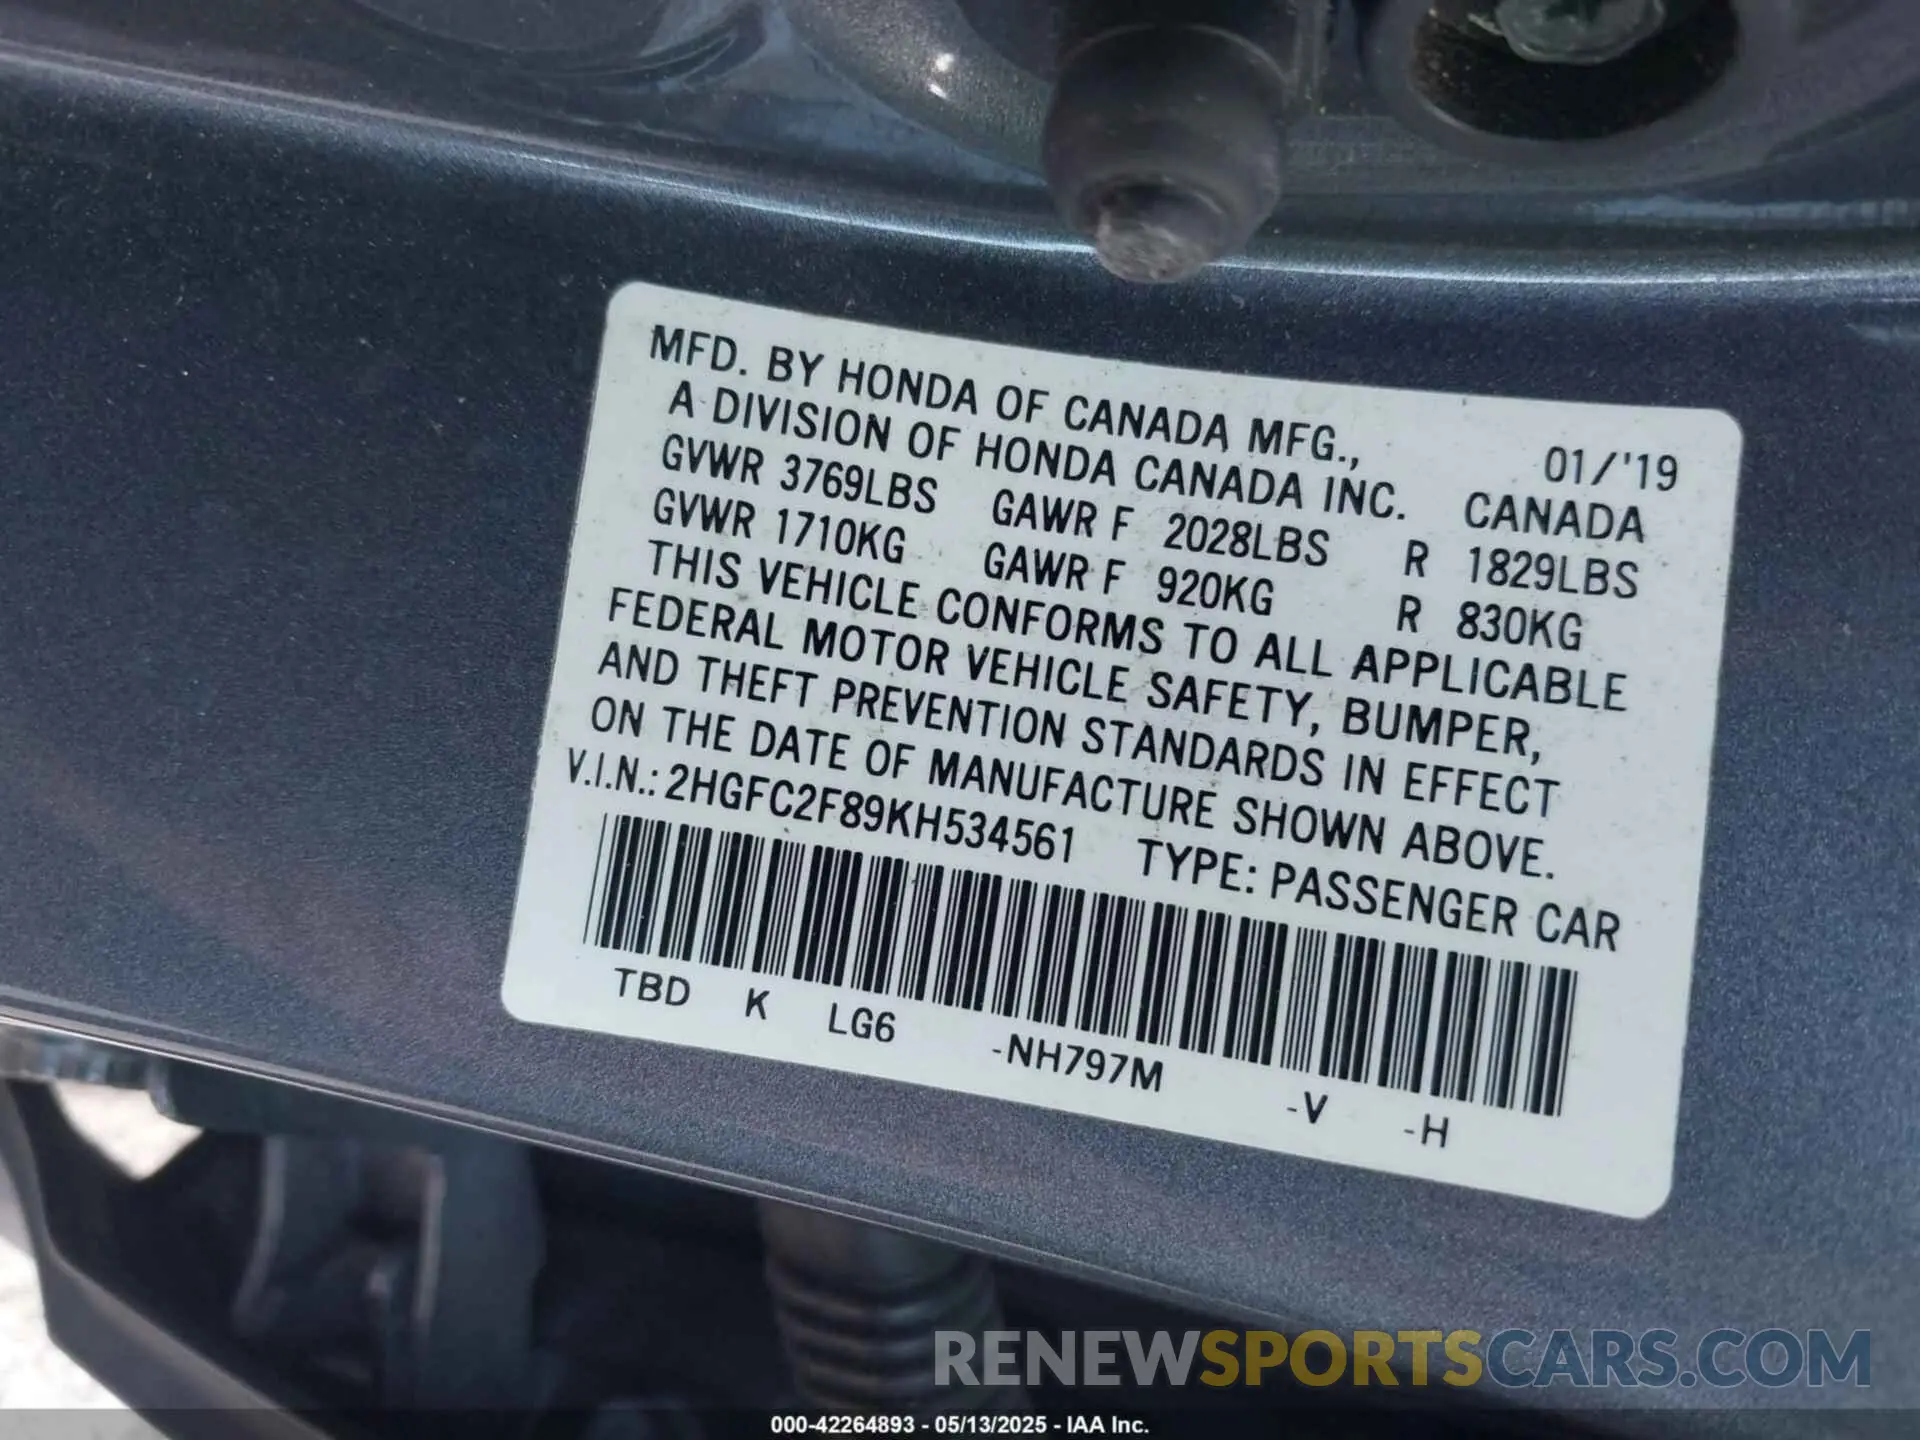 MFD. BY HONDA OF CANADA MFG.,
A DIVISION OF HONDA CANADA INC. 01/'19
GVWR 3769LBS GAWR F 2028LBS CANADA
GVWR 1710KG GAWR F 920KG R 1829LBS
R 830KG
THIS VEHICLE CONFORMS TO ALL APPLICABLE
FEDERAL MOTOR VEHICLE SAFETY, BUMPER,
AND THEFT PREVENTION STANDARDS IN EFFECT
ON THE DATE OF MANUFACTURE SHOWN ABOVE.
V.I.N.: 2HGFC2F89KH534561 TYPE: PASSENGER CAR
TBD K LG6 -NH797M -V -H
RENEWSPORTSCARS.COM
000-42264893 - 05/13/2025 - IAA Inc.